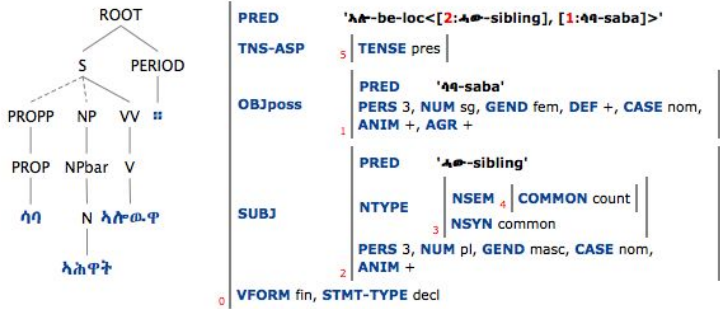 ROOT
S PERIOD
PROPP NP VV ።
PROP NPbar V
ሳባ N ኣሎዉዋ
ኣሕዋት
PRED 'ኣሎ-be-loc<[2:ሓው-sibling], [1:ሳባ-saba]>'
TNS-ASP 5 TENSE pres
PRED 'ሳባ-saba'
OBJposs PERS 3, NUM sg, GEND fem, DEF +, CASE nom,
1 ANIM +, AGR +
PRED 'ሓው-sibling'
NTYPE NSEM 4 COMMON count
3 NSYN common
SUBJ
PERS 3, NUM pl, GEND masc, CASE nom,
2 ANIM +
0 VFORM fin, STMT-TYPE decl